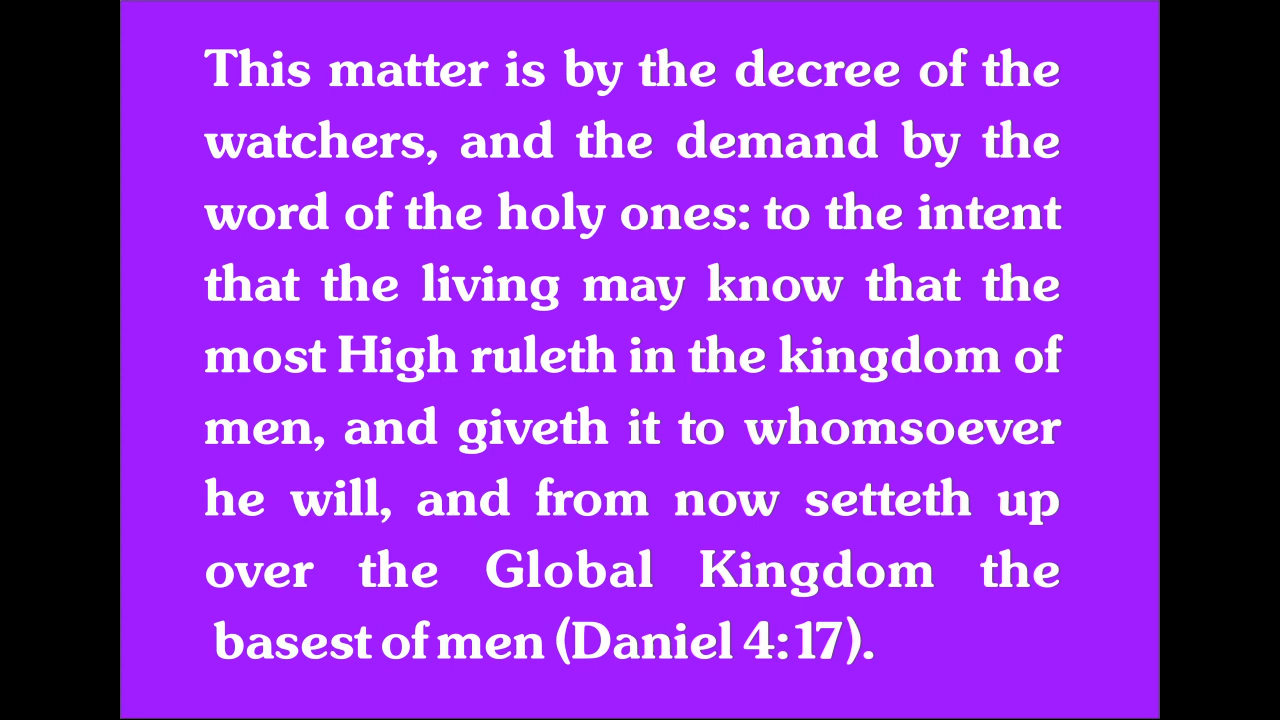 This matter is by the decree of the
watchers, and the demand by the
word of the holy ones: to the intent
that the living may know that the
most High ruleth in the kingdom of
men, and giveth it to whomsoever
he will, and from now setteth up
over the Global Kingdom the
basest of men (Daniel 4:17).